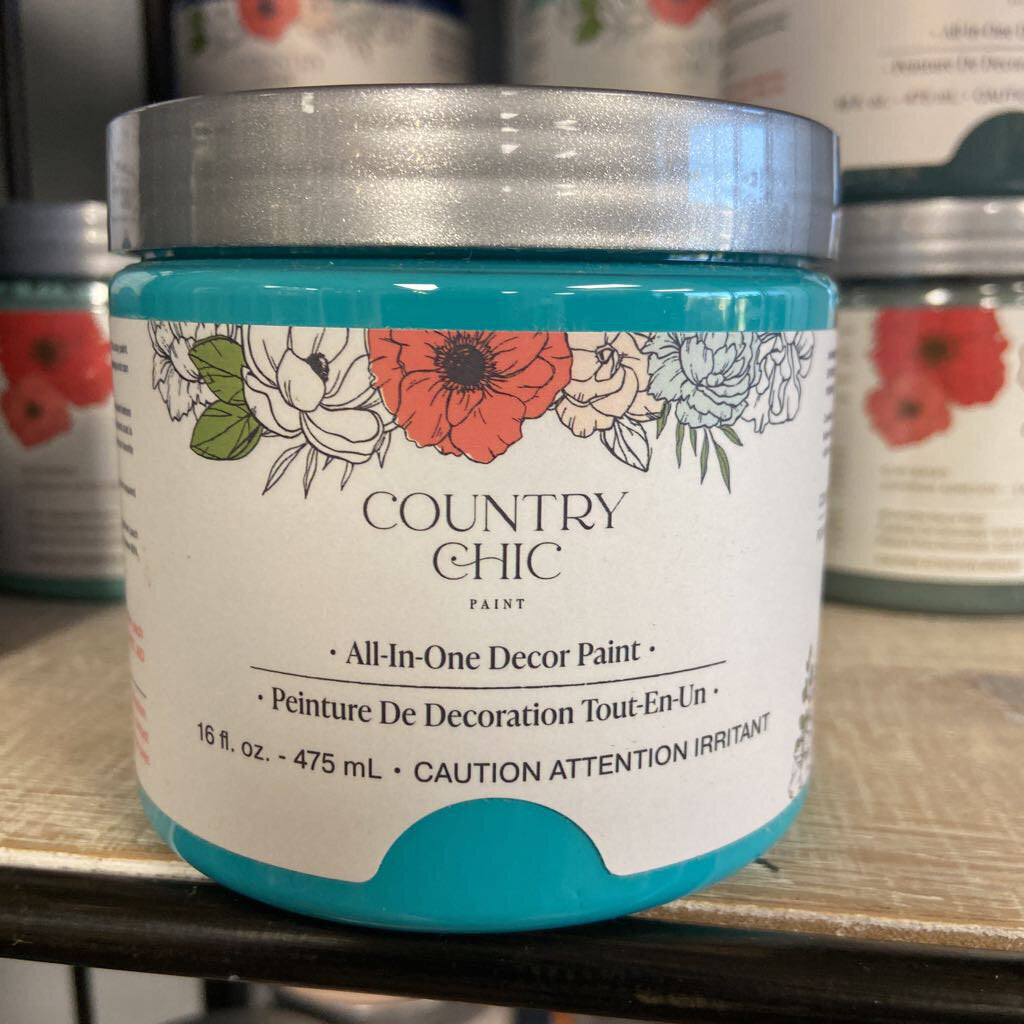 COUNTRY
CHIC
PAINT
· All-In-One Decor Paint ·
· Peinture De Decoration Tout-En-Un ·
16 fl. oz. - 475 mL · CAUTION ATTENTION IRRITANT